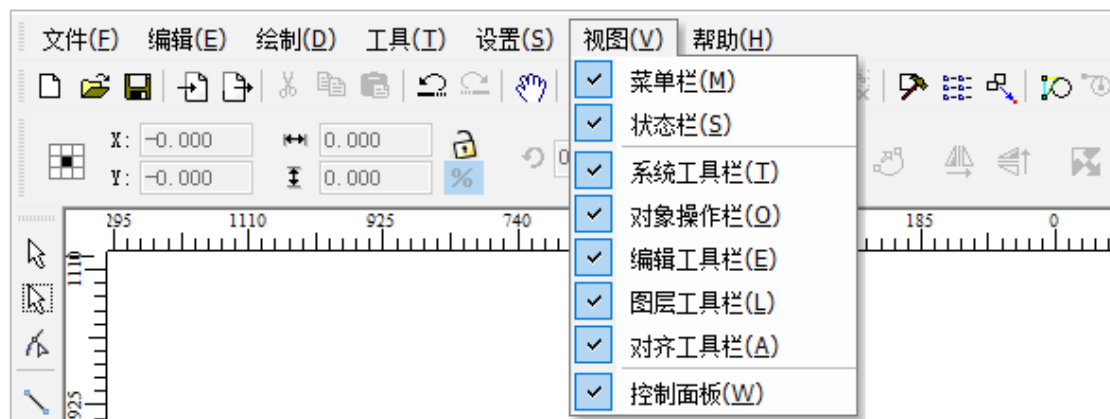 文件(F) 编辑(E) 绘制(D) 工具(T) 设置(S) 视图(V) 帮助(H)
菜单栏(M)
状态栏(S)
系统工具栏(T)
对象操作栏(O)
编辑工具栏(E)
图层工具栏(L)
对齐工具栏(A)
控制面板(W)
X: -0.000 0.000
Y: -0.000 0.000 %
295 1110 925 740 185 0
1110
925